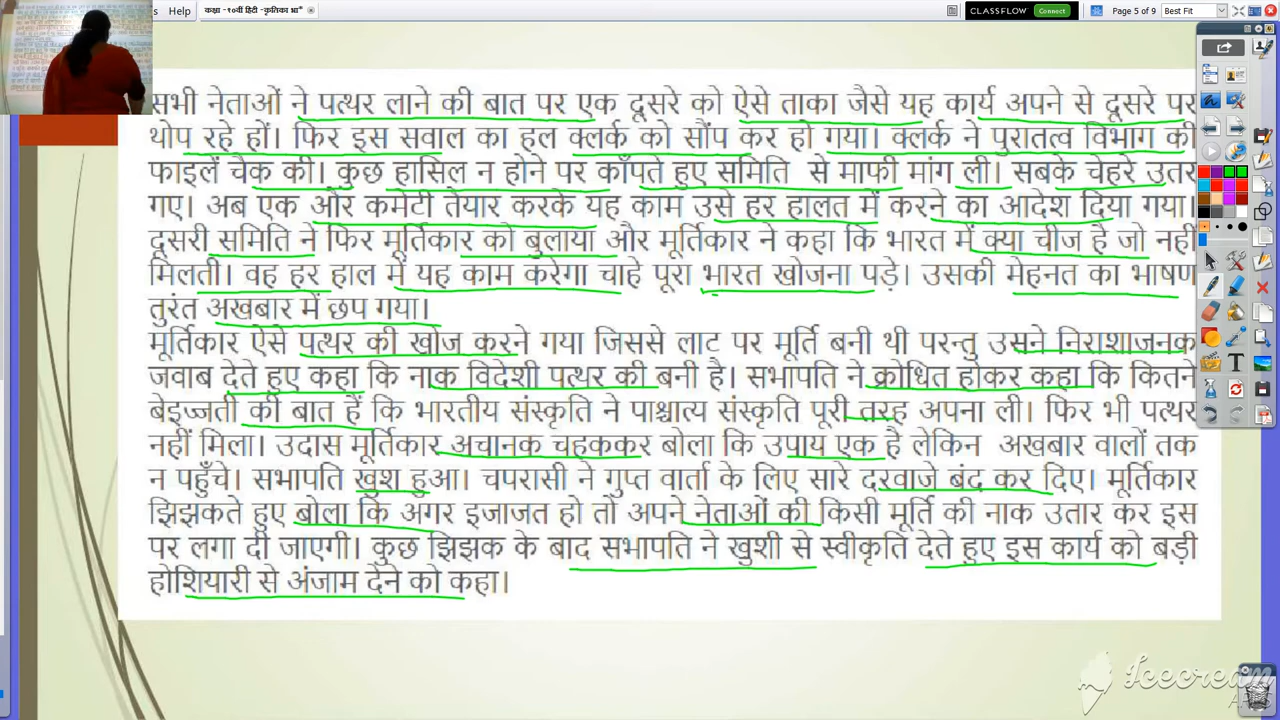 Help
कक्षा -१०वीं हिंदी -कृतिका भा*
CLASSFLOW Connect
Page 5 of 9
Best Fit
सभी नेताओं ने पत्थर लाने की बात पर एक दूसरे को ऐसे ताका जैसे यह कार्य अपने से दूसरे पर
थोप रहे हों। फिर इस सवाल का हल क्लर्क को सौंप कर हो गया। क्लर्क ने पुरातत्व विभाग की
फाइलें चैक की। कुछ हासिल न होने पर काँपते हुए समिति से माफी मांग ली। सबके चेहरे उतर
गए। अब एक और कमेटी तैयार करके यह काम उसे हर हालत में करने का आदेश दिया गया।
दूसरी समिति ने फिर मूर्तिकार को बुलाया और मूर्तिकार ने कहा कि भारत में क्या चीज है जो नहीं
मिलती। वह हर हाल में यह काम करेगा चाहे पूरा भारत खोजना पड़े। उसकी मेहनत का भाषण
तुरंत अखबार में छप गया।
मूर्तिकार ऐसे पत्थर की खोज करने गया जिससे लाट पर मूर्ति बनी थी परन्तु उसने निराशाजनक
जवाब देते हुए कहा कि नाक विदेशी पत्थर की बनी है। सभापति ने क्रोधित होकर कहा कि कितने
बेइज्जती की बात हैं कि भारतीय संस्कृति ने पाश्चात्य संस्कृति पूरी तरह अपना ली। फिर भी पत्थर
नहीं मिला। उदास मूर्तिकार अचानक चहककर बोला कि उपाय एक है लेकिन अखबार वालों तक
न पहुँचे। सभापति खुश हुआ। चपरासी ने गुप्त वार्ता के लिए सारे दरवाजे बंद कर दिए। मूर्तिकार
झिझकते हुए बोला कि अगर इजाजत हो तो अपने नेताओं की किसी मूर्ति की नाक उतार कर इस
पर लगा दी जाएगी। कुछ झिझक के बाद सभापति ने खुशी से स्वीकृति देते हुए इस कार्य को बड़ी
होशियारी से अंजाम देने को कहा।
Icecream
APPS